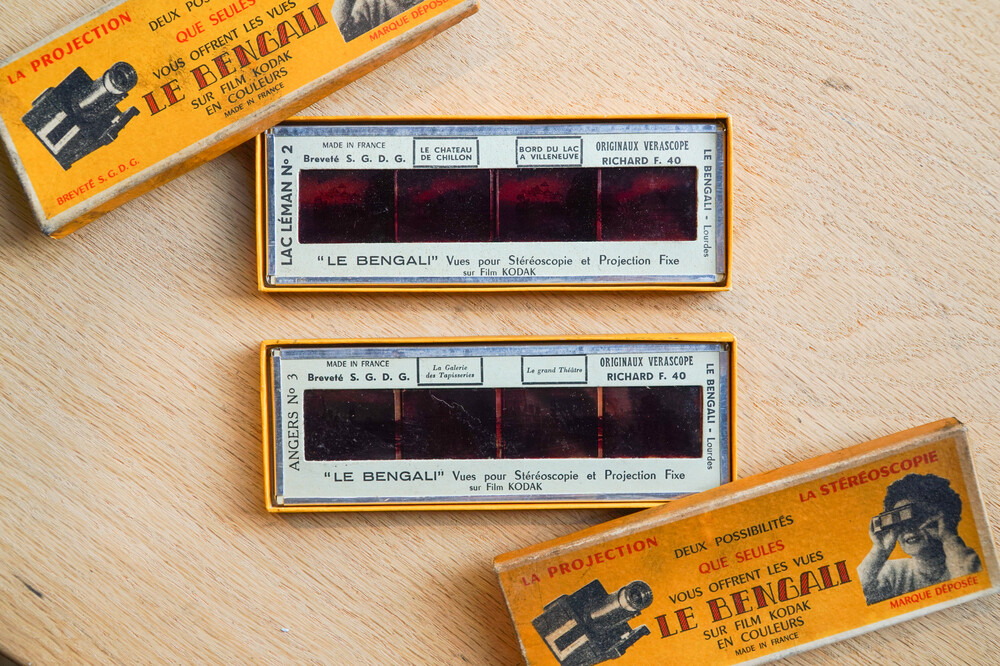 LA PROJECTION
DEUX POS
QUE SEULES
VOUS OFFRENT LES VUES
LE BENGALI
SUR FILM KODAK
EN COULEURS
MADE IN FRANCE
MARQUE DÉPOSÉ
BREVETÉ S. G. D. G.
LAC LÉMAN No 2
MADE IN FRANCE
Breveté S. G. D. G.
LE CHATEAU
DE CHILLON
BORD DU LAC
A VILLENEUVE
ORIGINAUX VERASCOPE
RICHARD F. 40
LE BENGALI - Lourdes
"LE BENGALI" Vues pour Stéréoscopie et Projection Fixe
sur Film KODAK
ANGERS No 3
MADE IN FRANCE
Breveté S. G. D. G.
La Galerie
des Tapisseries
Le grand Théâtre
ORIGINAUX VERASCOPE
RICHARD F. 40
LE BENGALI - Lourdes
"LE BENGALI" Vues pour Stéréoscopie et Projection Fixe
sur Film KODAK
LA PROJECTION
LA STÉRÉOSCOPIE
DEUX POSSIBILITÉS
QUE SEULES
VOUS OFFRENT LES VUES
LE BENGALI
SUR FILM KODAK
EN COULEURS
MADE IN FRANCE
MARQUE DÉPOSÉE